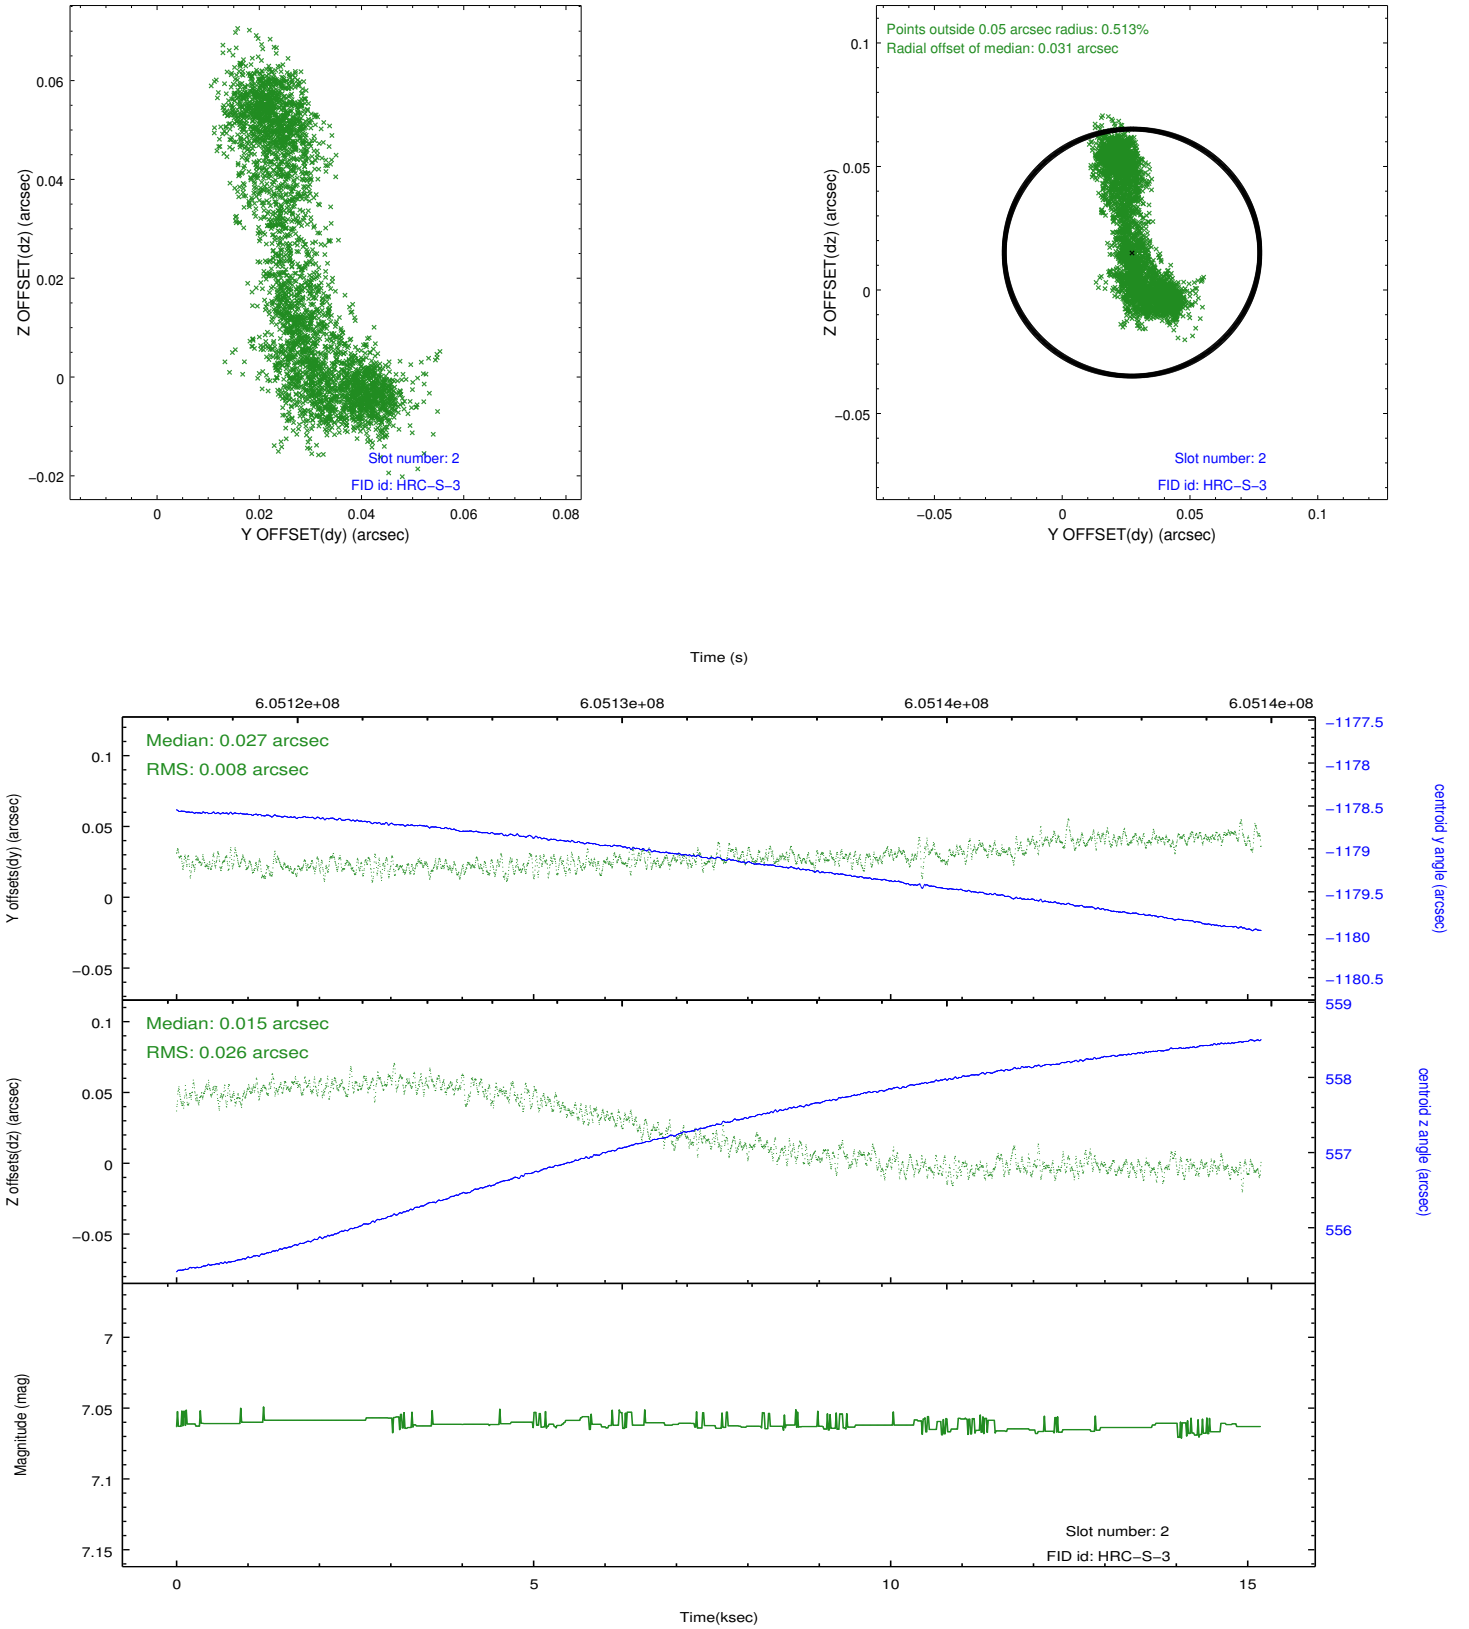 0.06
0.04
0.02
0
−0.02
Z OFFSET(dz) (arcsec)
Slot number: 2
FID id: HRC−S−3
0
0.02
0.04
0.06
0.08
Y OFFSET(dy) (arcsec)
Points outside 0.05 arcsec radius: 0.513%
Radial offset of median: 0.031 arcsec
0.1
0.05
0
−0.05
Z OFFSET(dz) (arcsec)
Slot number: 2
FID id: HRC−S−3
−0.05
0
0.05
0.1
Y OFFSET(dy) (arcsec)
Time (s)
6.0512e+08
6.0513e+08
6.0514e+08
6.0514e+08
Median: 0.027 arcsec
RMS: 0.008 arcsec
0.1
0.05
0
−0.05
Y offsets(dy) (arcsec)
−1177.5
−1178
−1178.5
−1179
−1179.5
−1180
−1180.5
centroid y angle (arcsec)
Median: 0.015 arcsec
RMS: 0.026 arcsec
0.1
0.05
0
−0.05
Z offsets(dz) (arcsec)
559
558
557
556
centroid z angle (arcsec)
7
7.05
7.1
7.15
Magnitude (mag)
Slot number: 2
FID id: HRC−S−3
0
5
10
15
Time(ksec)